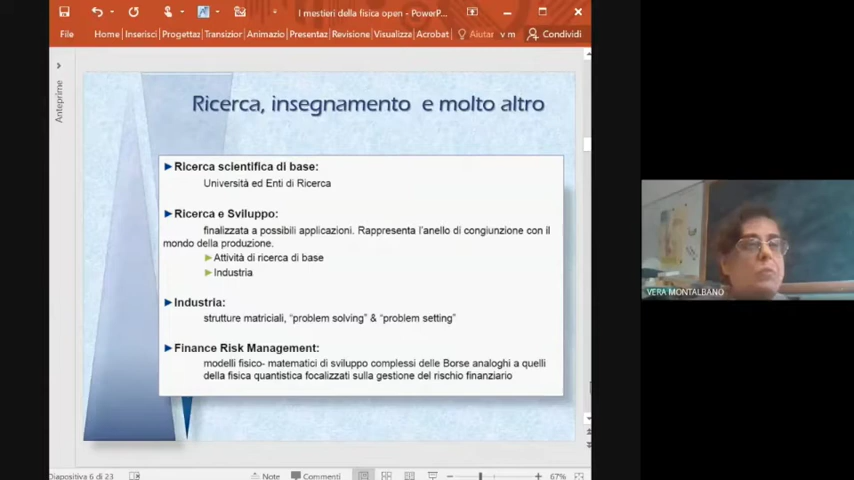 I mestieri della fisica open - PowerP...
File Home Inserisci Progettaz Transizior Animazio Presentaz Revisione Visualizza Acrobat Aiutar v m Condividi
Anteprime
Ricerca, insegnamento e molto altro
►Ricerca scientifica di base:
Università ed Enti di Ricerca
►Ricerca e Sviluppo:
finalizzata a possibili applicazioni. Rappresenta l'anello di congiunzione con il
mondo della produzione.
►Attività di ricerca di base
►Industria
►Industria:
strutture matriciali, "problem solving" & "problem setting"
►Finance Risk Management:
modelli fisico- matematici di sviluppo complessi delle Borse analoghi a quelli
della fisica quantistica focalizzati sulla gestione del rischio finanziario
VERA MONTALBANO
Diapositiva 6 di 23 Note Commenti 67%